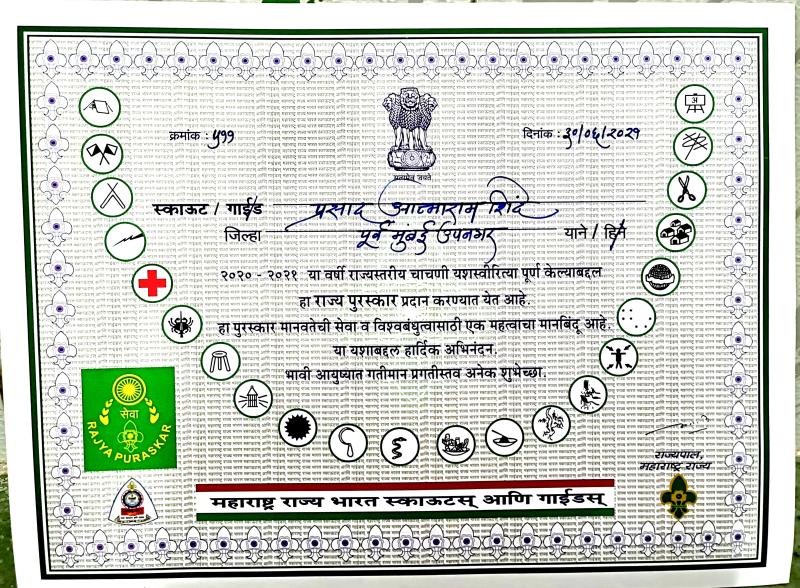 सत्यमेव जयते
क्रमांक : ५११
दिनांक : ३०/०६/२०२१
स्काऊट / गाईड प्रसाद आत्माराम शिंदे
जिल्हा पूर्व मुंबई उपनगर याने / हिने
२०२० - २०२१ या वर्षी राज्यस्तरीय चाचणी यशस्वीरित्या पूर्ण केल्याबद्दल
हा राज्य पुरस्कार प्रदान करण्यात येत आहे.
हा पुरस्कार मानवतेची सेवा व विश्वबंधुत्वासाठी एक महत्वाचा मानबिंदू आहे.
या यशाबद्दल हार्दिक अभिनंदन.
भावी आयुष्यात गतीमान प्रगतीस्तव अनेक शुभेच्छा.
सेवा
RAJYA PURASKAR
राज्यपाल,
महाराष्ट्र राज्य
महाराष्ट्र राज्य भारत स्काऊटस् आणि गाईडस्